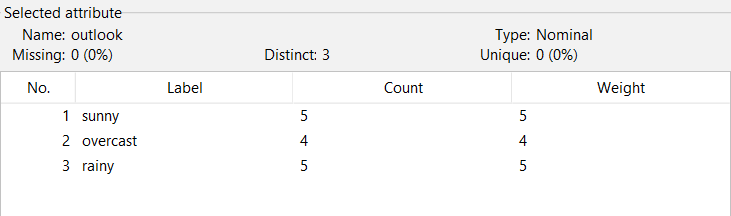 Selected attribute
Name: outlook Type: Nominal
Missing: 0 (0%) Distinct: 3 Unique: 0 (0%)
No. Label Count Weight
1 sunny 5 5
2 overcast 4 4
3 rainy 5 5